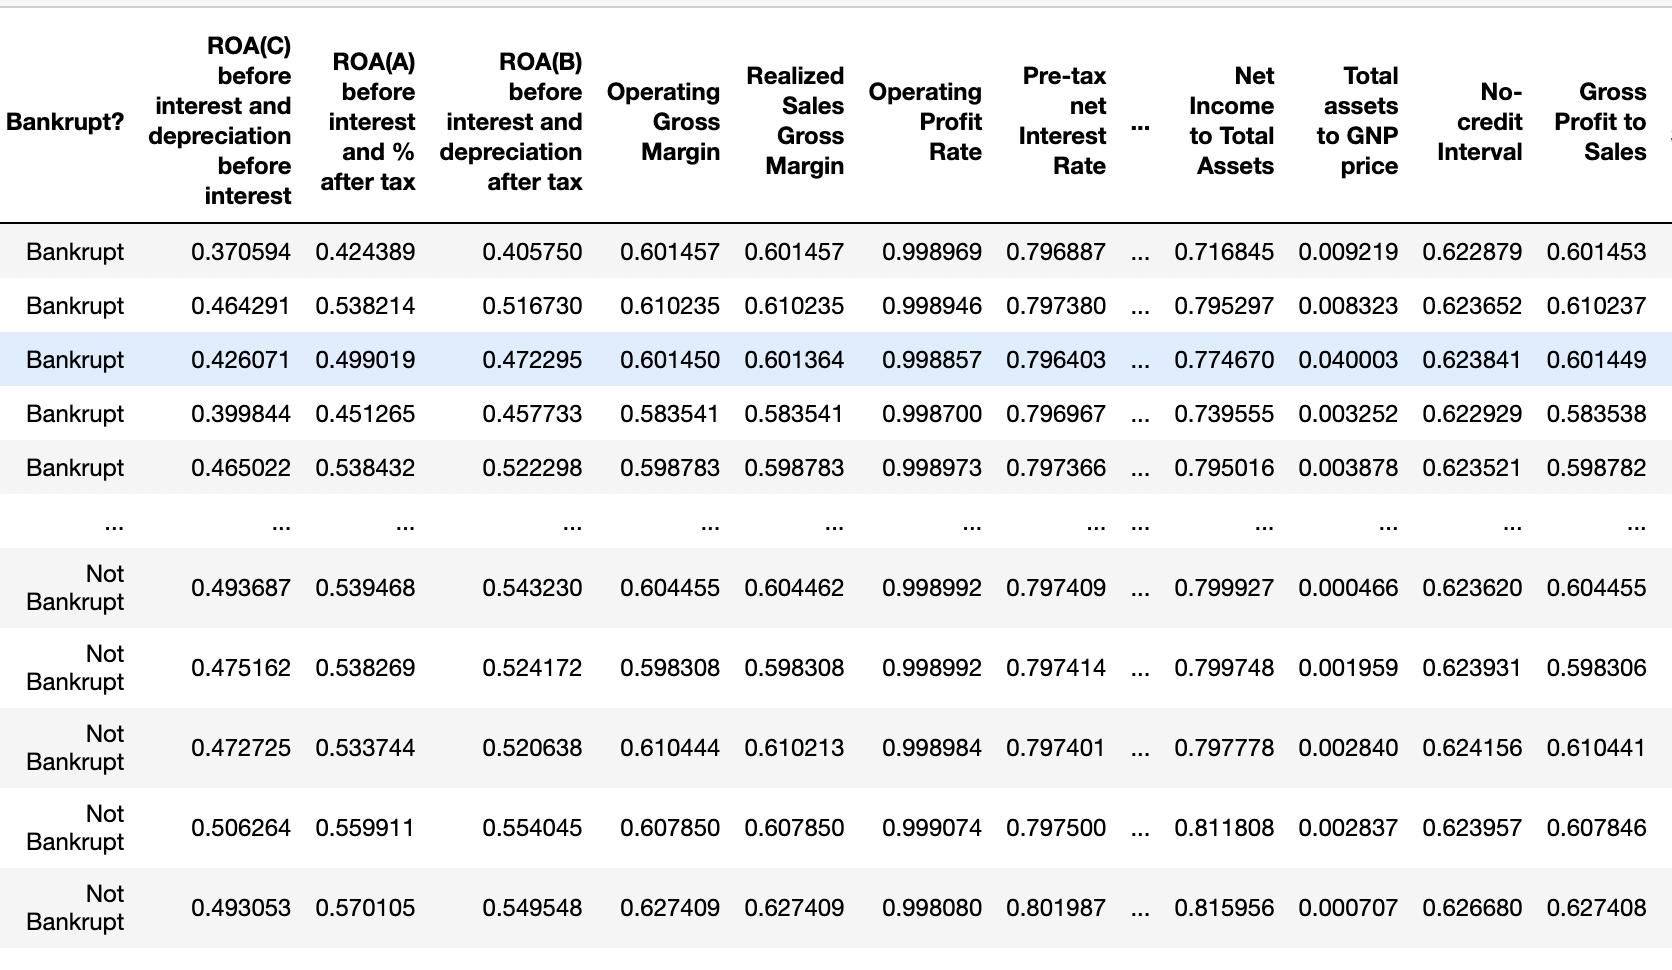 Bankrupt? ROA(C) before interest and depreciation before interest ROA(A) before interest and % after tax ROA(B) before interest and depreciation after tax Operating Gross Margin Realized Sales Gross Margin Operating Profit Rate Pre-tax net Interest Rate ... Net Income to Total Assets Total assets to GNP price No-credit Interval Gross Profit to Sales
Bankrupt 0.370594 0.424389 0.405750 0.601457 0.601457 0.998969 0.796887 ... 0.716845 0.009219 0.622879 0.601453
Bankrupt 0.464291 0.538214 0.516730 0.610235 0.610235 0.998946 0.797380 ... 0.795297 0.008323 0.623652 0.610237
Bankrupt 0.426071 0.499019 0.472295 0.601450 0.601364 0.998857 0.796403 ... 0.774670 0.040003 0.623841 0.601449
Bankrupt 0.399844 0.451265 0.457733 0.583541 0.583541 0.998700 0.796967 ... 0.739555 0.003252 0.622929 0.583538
Bankrupt 0.465022 0.538432 0.522298 0.598783 0.598783 0.998973 0.797366 ... 0.795016 0.003878 0.623521 0.598782
... ... ... ... ... ... ... ... ... ... ... ... ...
Not Bankrupt 0.493687 0.539468 0.543230 0.604455 0.604462 0.998992 0.797409 ... 0.799927 0.000466 0.623620 0.604455
Not Bankrupt 0.475162 0.538269 0.524172 0.598308 0.598308 0.998992 0.797414 ... 0.799748 0.001959 0.623931 0.598306
Not Bankrupt 0.472725 0.533744 0.520638 0.610444 0.610213 0.998984 0.797401 ... 0.797778 0.002840 0.624156 0.610441
Not Bankrupt 0.506264 0.559911 0.554045 0.607850 0.607850 0.999074 0.797500 ... 0.811808 0.002837 0.623957 0.607846
Not Bankrupt 0.493053 0.570105 0.549548 0.627409 0.627409 0.998080 0.801987 ... 0.815956 0.000707 0.626680 0.627408